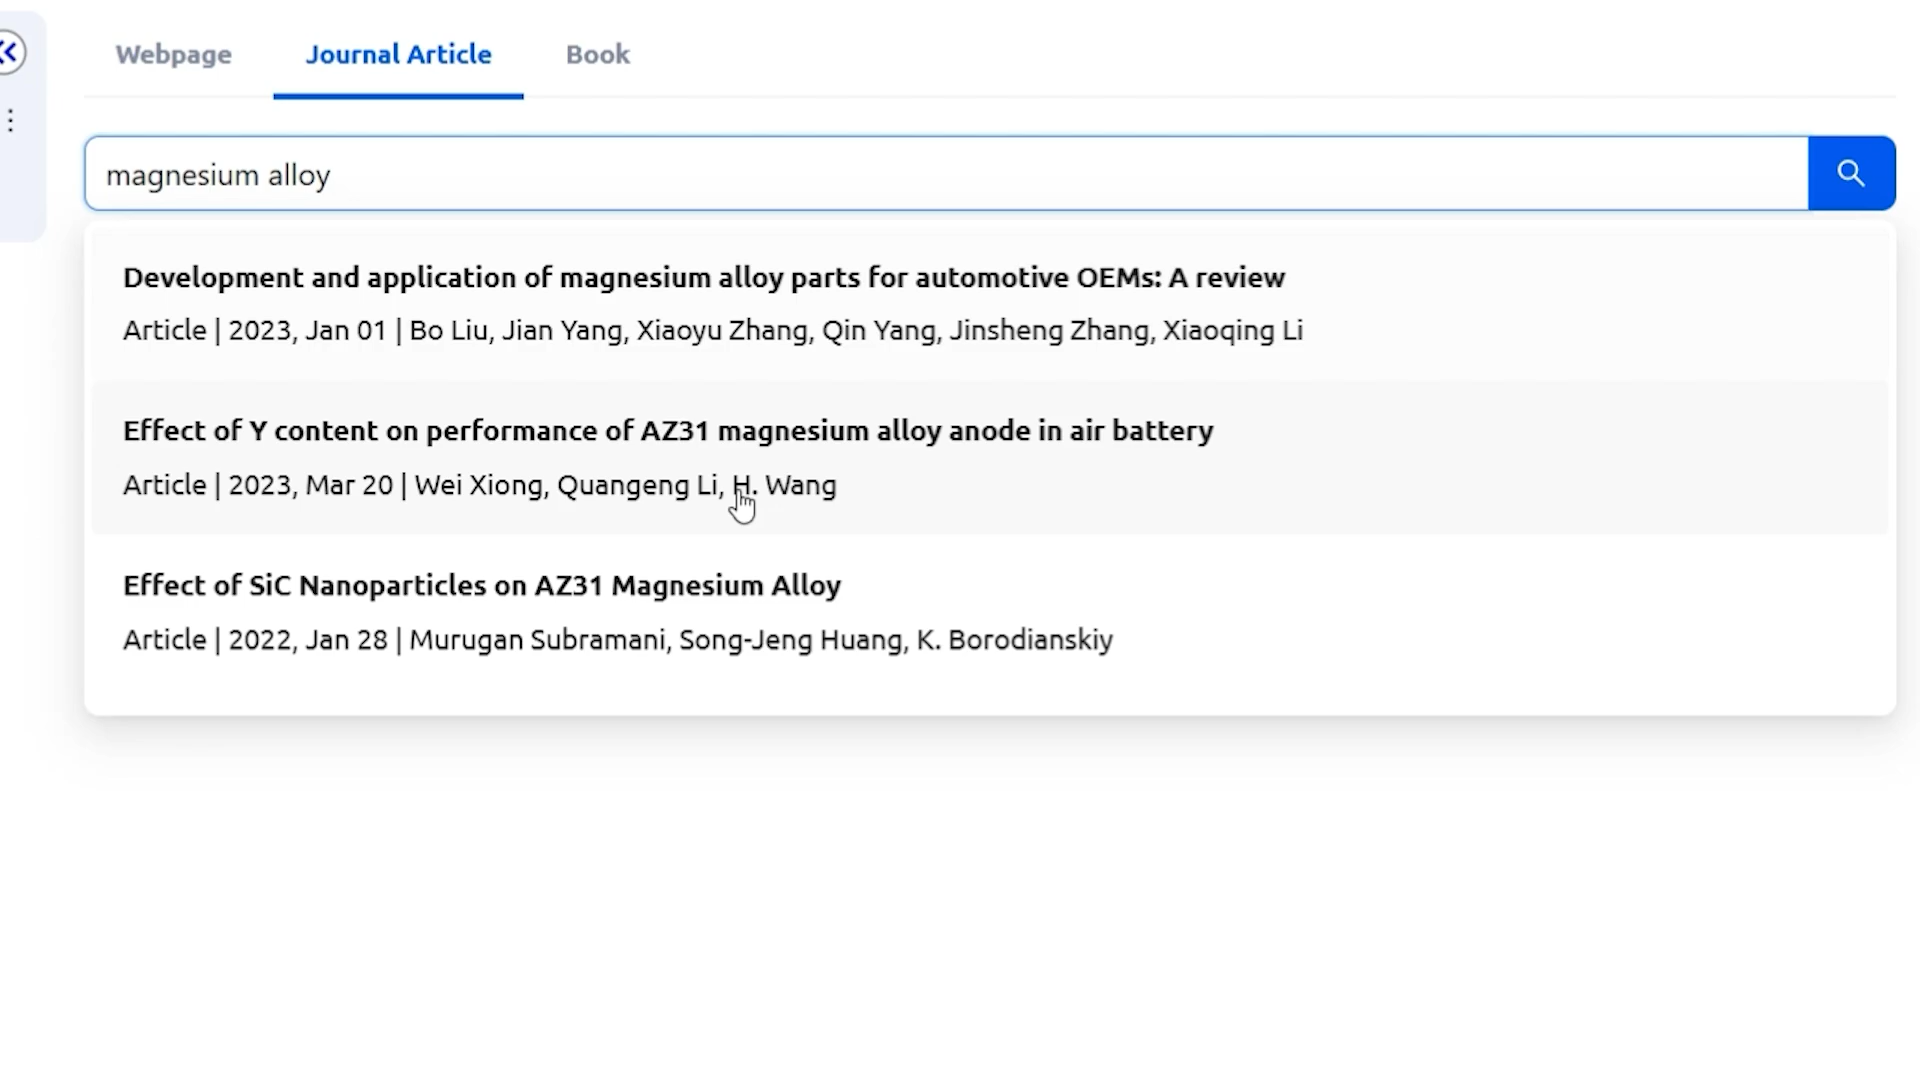 Webpage Journal Article Book
magnesium alloy
Development and application of magnesium alloy parts for automotive OEMs: A review
Article | 2023, Jan 01 | Bo Liu, Jian Yang, Xiaoyu Zhang, Qin Yang, Jinsheng Zhang, Xiaoqing Li
Effect of Y content on performance of AZ31 magnesium alloy anode in air battery
Article | 2023, Mar 20 | Wei Xiong, Quangeng Li, H. Wang
Effect of SiC Nanoparticles on AZ31 Magnesium Alloy
Article | 2022, Jan 28 | Murugan Subramani, Song-Jeng Huang, K. Borodianskiy